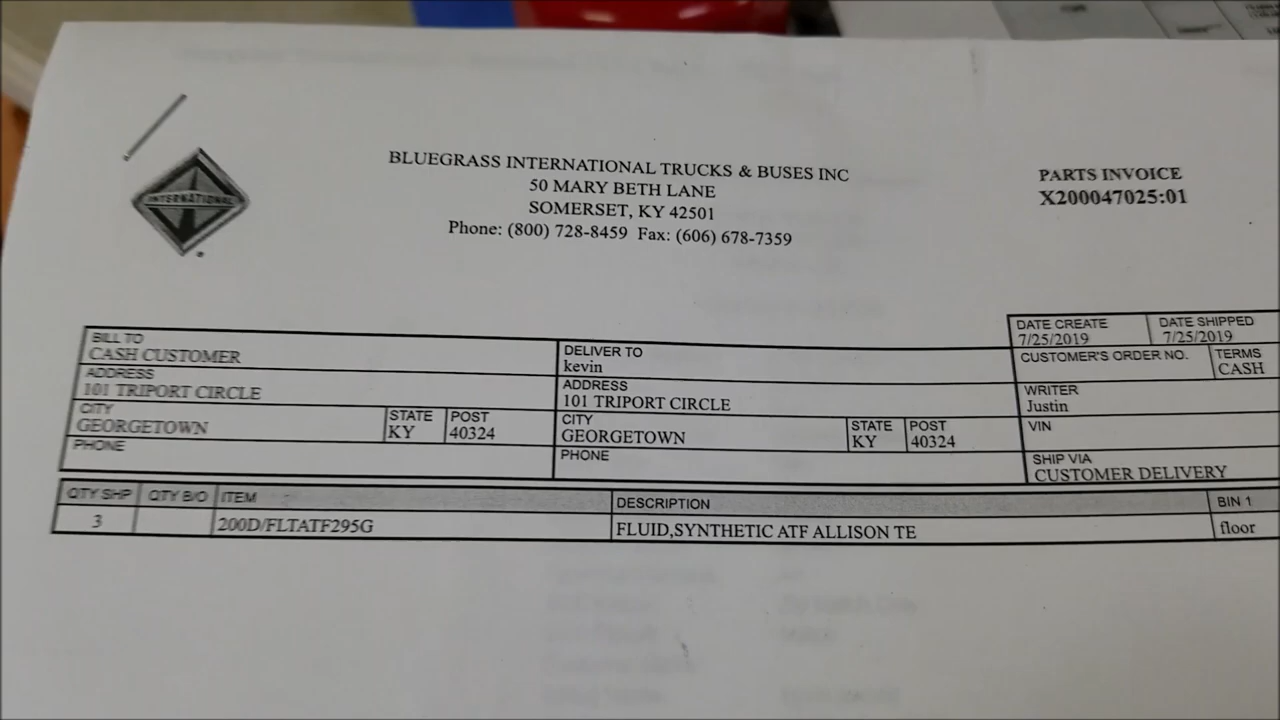 INTERNATIONAL
BLUEGRASS INTERNATIONAL TRUCKS & BUSES INC
50 MARY BETH LANE
SOMERSET, KY 42501
Phone: (800) 728-8459 Fax: (606) 678-7359
PARTS INVOICE
X200047025:01
DATE CREATE DATE SHIPPED
7/25/2019 7/25/2019
CUSTOMER'S ORDER NO. TERMS
CASH
WRITER
Justin
VIN
SHIP VIA
CUSTOMER DELIVERY
BILL TO
CASH CUSTOMER
ADDRESS
101 TRIPORT CIRCLE
CITY STATE POST
GEORGETOWN KY 40324
PHONE
DELIVER TO
kevin
ADDRESS
101 TRIPORT CIRCLE
CITY STATE POST
GEORGETOWN KY 40324
PHONE
QTY SHP QTY B/O ITEM DESCRIPTION BIN 1
3 200D/FLTATF295G FLUID,SYNTHETIC ATF ALLISON TE floor